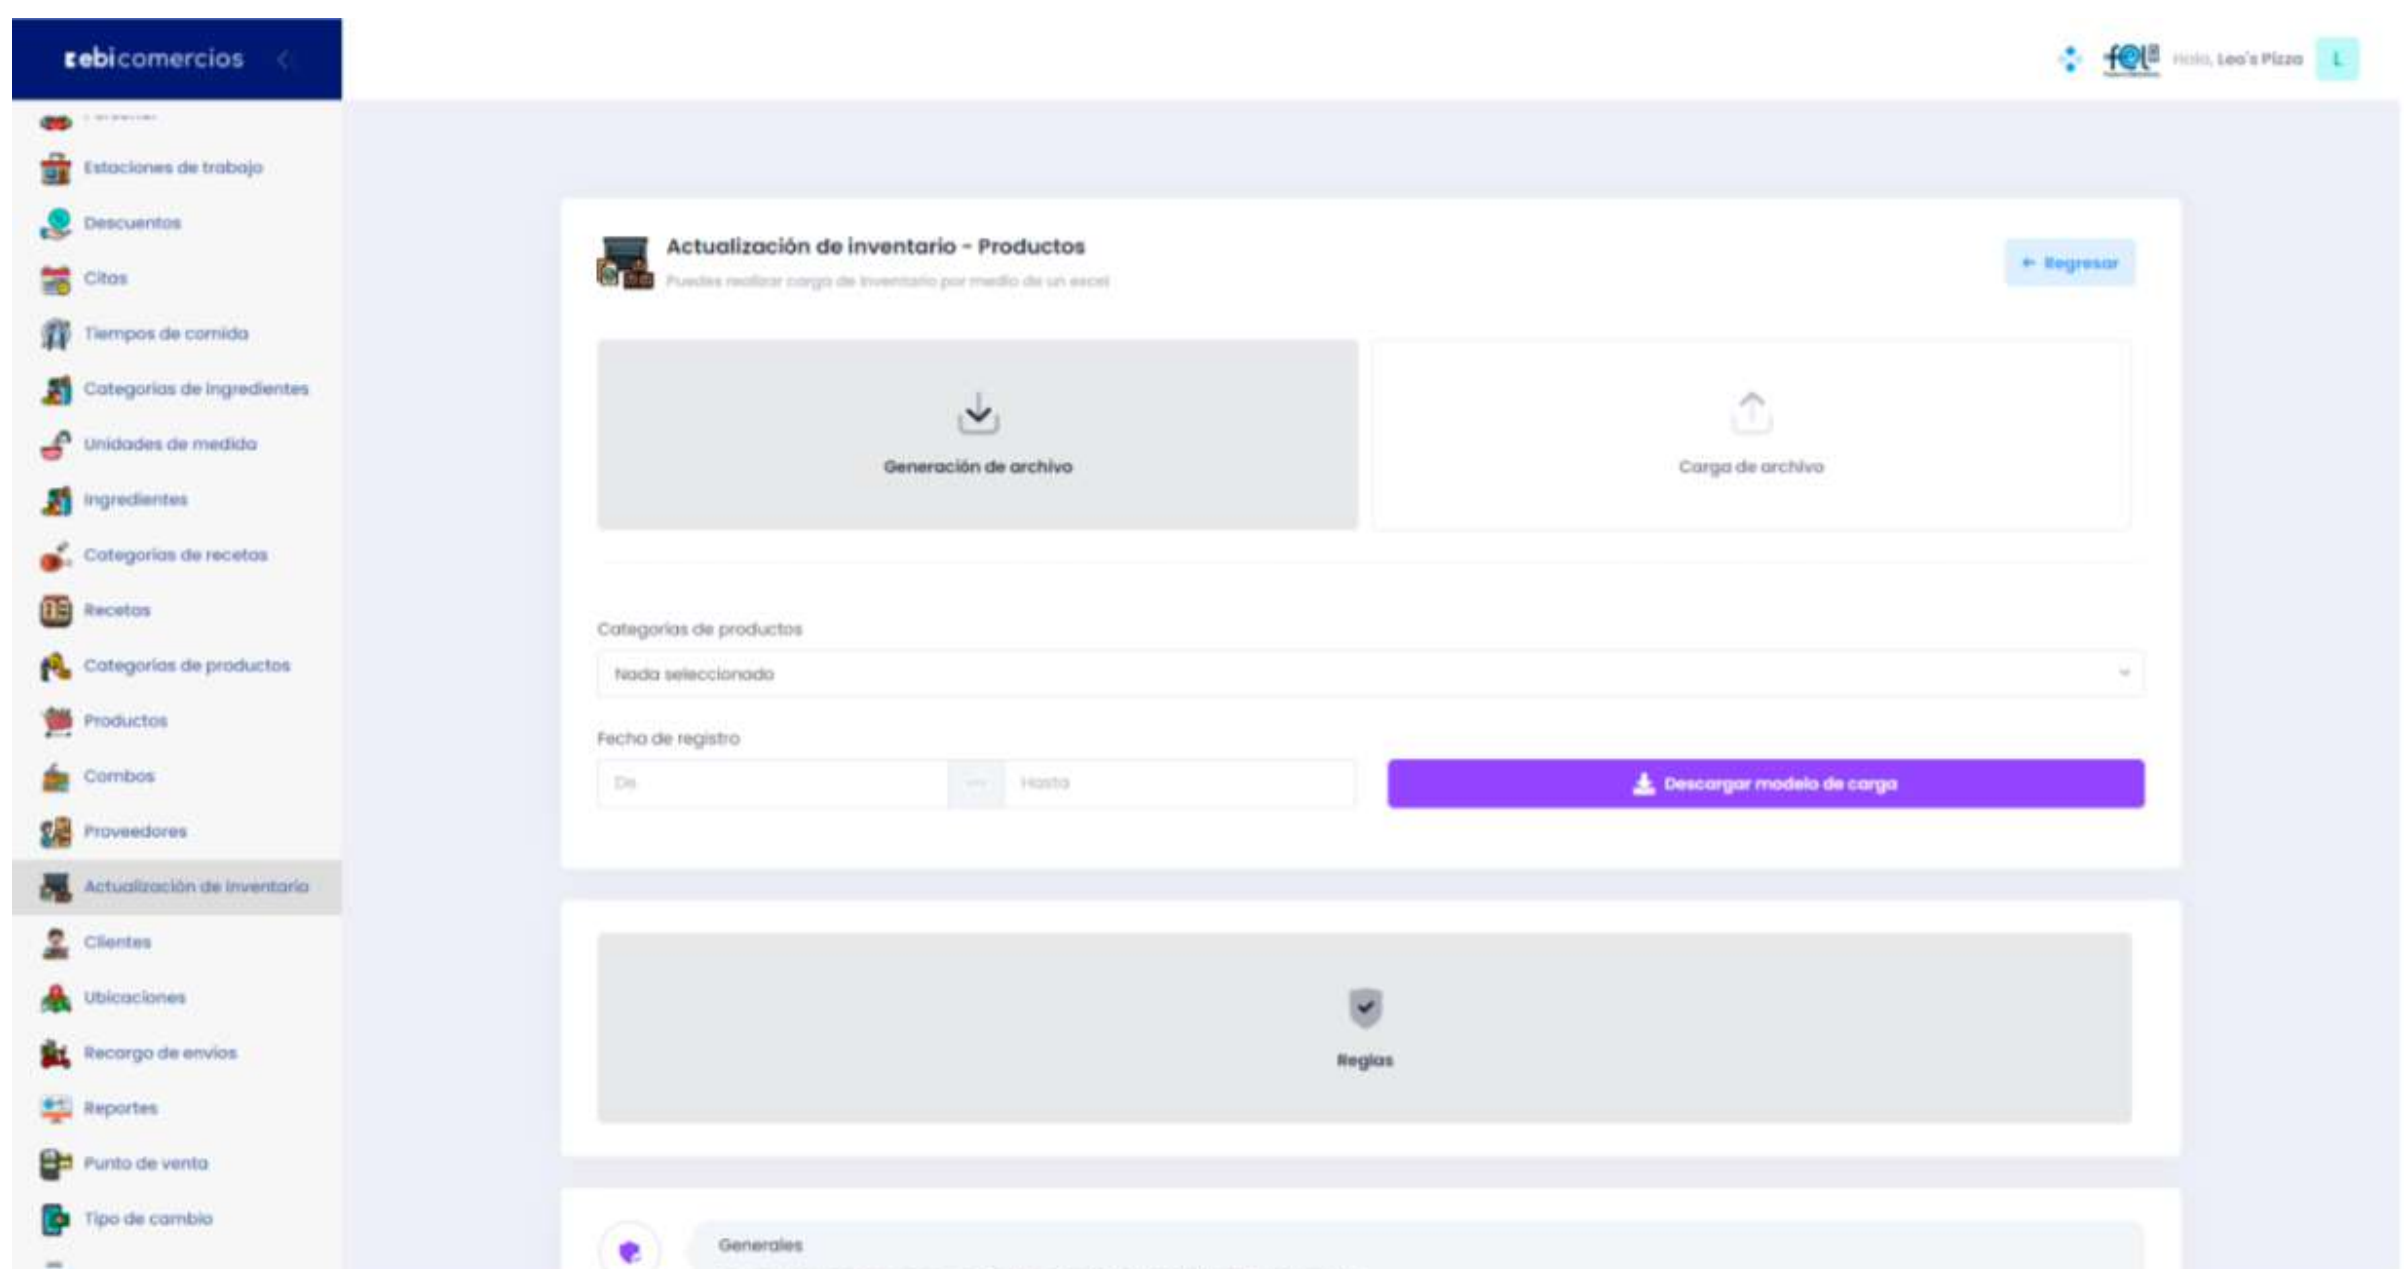 ebicomercios
fel
Hola, Leo's Pizza
L
Estaciones de trabajo
Descuentos
Citas
Tiempos de comida
Categorías de ingredientes
Unidades de medida
Ingredientes
Categorías de recetas
Recetas
Categorías de productos
Productos
Combos
Proveedores
Actualización de inventario
Clientes
Ubicaciones
Recargo de envíos
Reportes
Punto de venta
Tipo de cambio
Actualización de inventario - Productos
Puedes realizar carga de inventario por medio de un excel
← Regresar
Generación de archivo
Carga de archivo
Categorías de productos
Nada seleccionado
Fecha de registro
De
Hasta
Descargar modelo de carga
Reglas
Generales